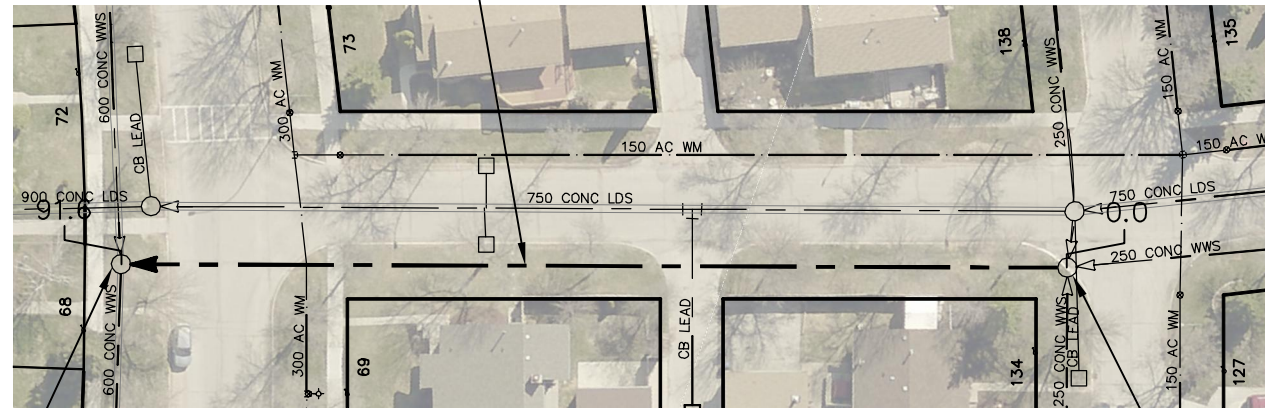 600 CONC WWS
73
300 AC WM
138
250 CONC WWS
150 AC WM
135
72
CB LEAD
150 AC WM
150 AC W
900 CONC LDS
750 CONC LDS
750 CONC LDS
0.0
250 CONC WWS
68
600 CONC WWS
300 AC WM
69
CB LEAD
134
250 CONC WWS
CB LEAD
150 AC WM
127